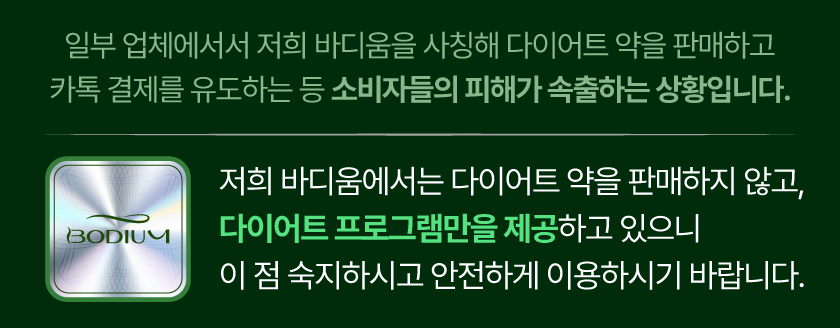 일부 업체에서서 저희 바디움을 사칭해 다이어트 약을 판매하고
카톡 결제를 유도하는 등 소비자들의 피해가 속출하는 상황입니다.
BODIUM
저희 바디움에서는 다이어트 약을 판매하지 않고,
다이어트 프로그램만을 제공하고 있으니
이 점 숙지하시고 안전하게 이용하시기 바랍니다.